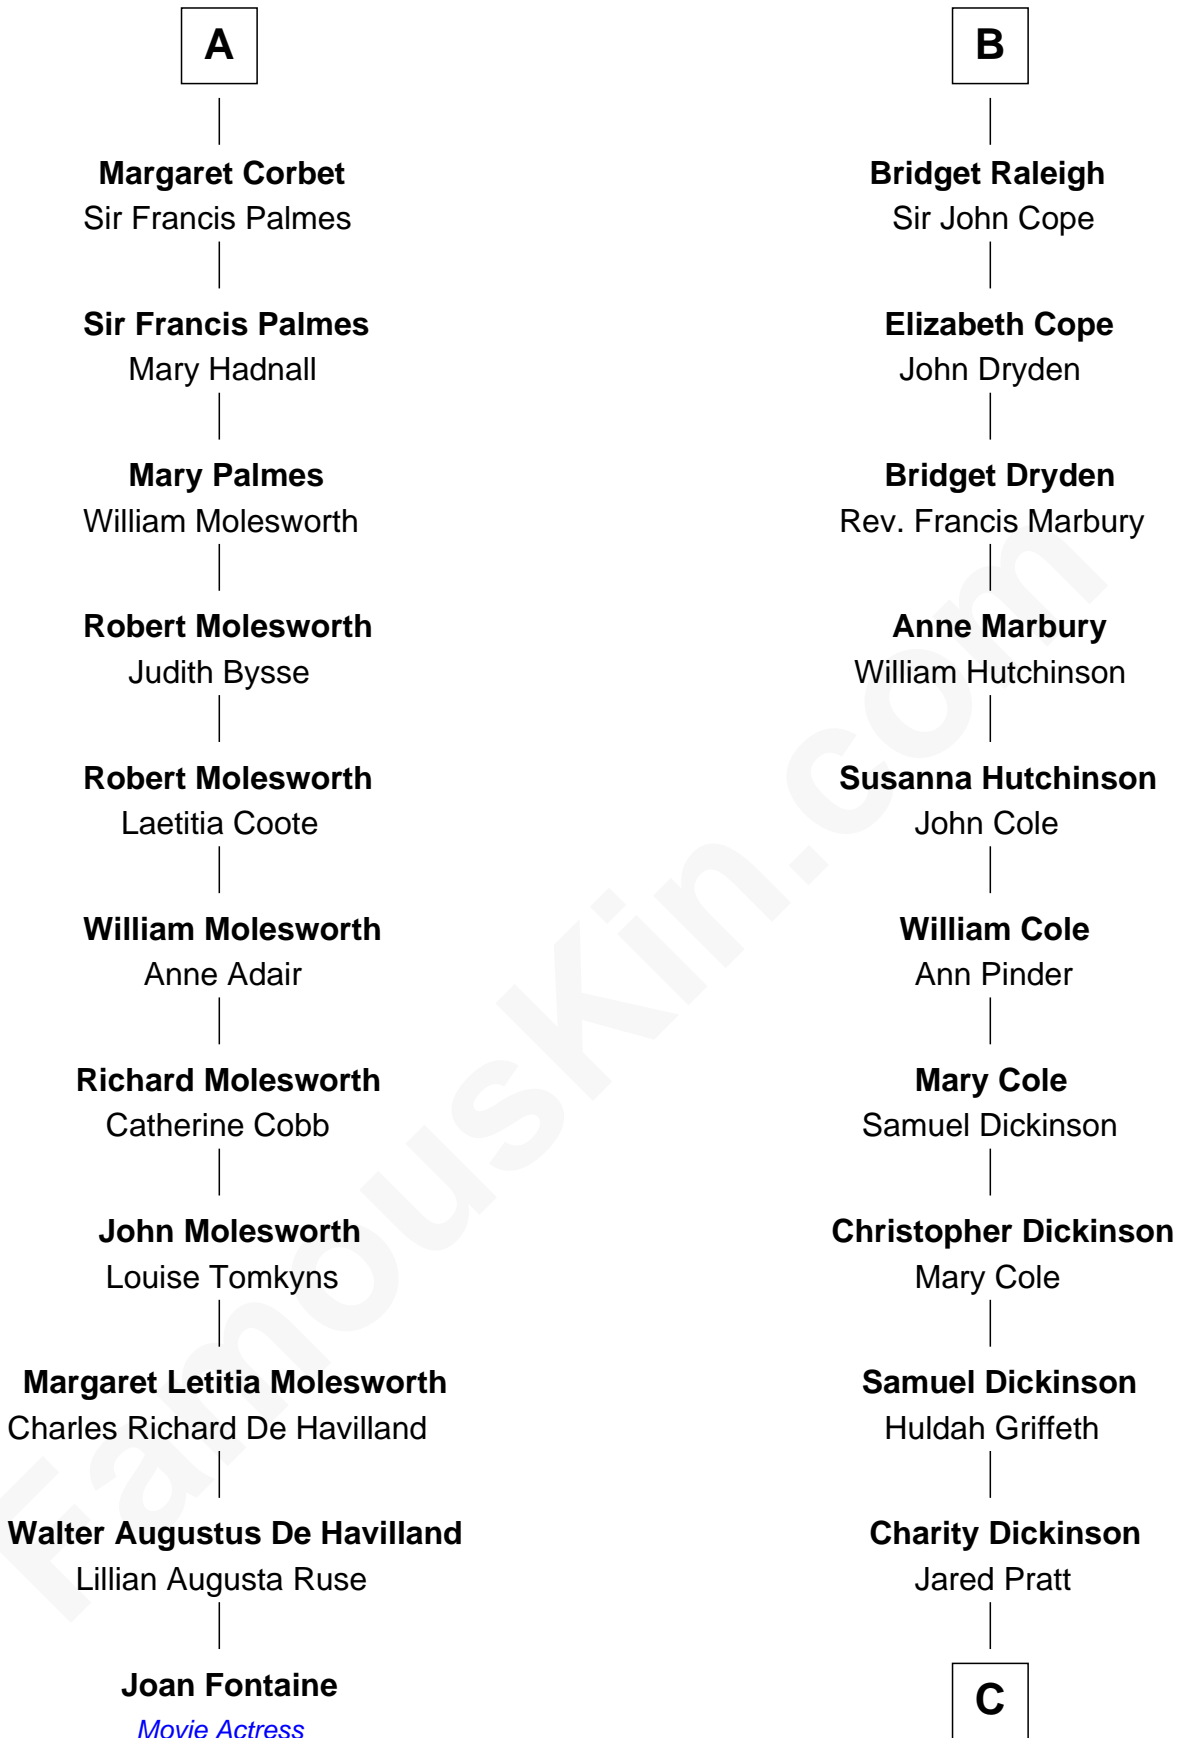 A
Margaret Corbet
Sir Francis Palmes
Sir Francis Palmes
Mary Hadnall
Mary Palmes
William Molesworth
Robert Molesworth
Judith Bysse
Robert Molesworth
Laetitia Coote
William Molesworth
Anne Adair
Richard Molesworth
Catherine Cobb
John Molesworth
Louise Tomkyns
Margaret Letitia Molesworth
Charles Richard De Havilland
Walter Augustus De Havilland
Lillian Augusta Ruse
Joan Fontaine
Movie Actress
B
Bridget Raleigh
Sir John Cope
Elizabeth Cope
John Dryden
Bridget Dryden
Rev. Francis Marbury
Anne Marbury
William Hutchinson
Susanna Hutchinson
John Cole
William Cole
Ann Pinder
Mary Cole
Samuel Dickinson
Christopher Dickinson
Mary Cole
Samuel Dickinson
Huldah Griffeth
Charity Dickinson
Jared Pratt
C
FamousKin.com